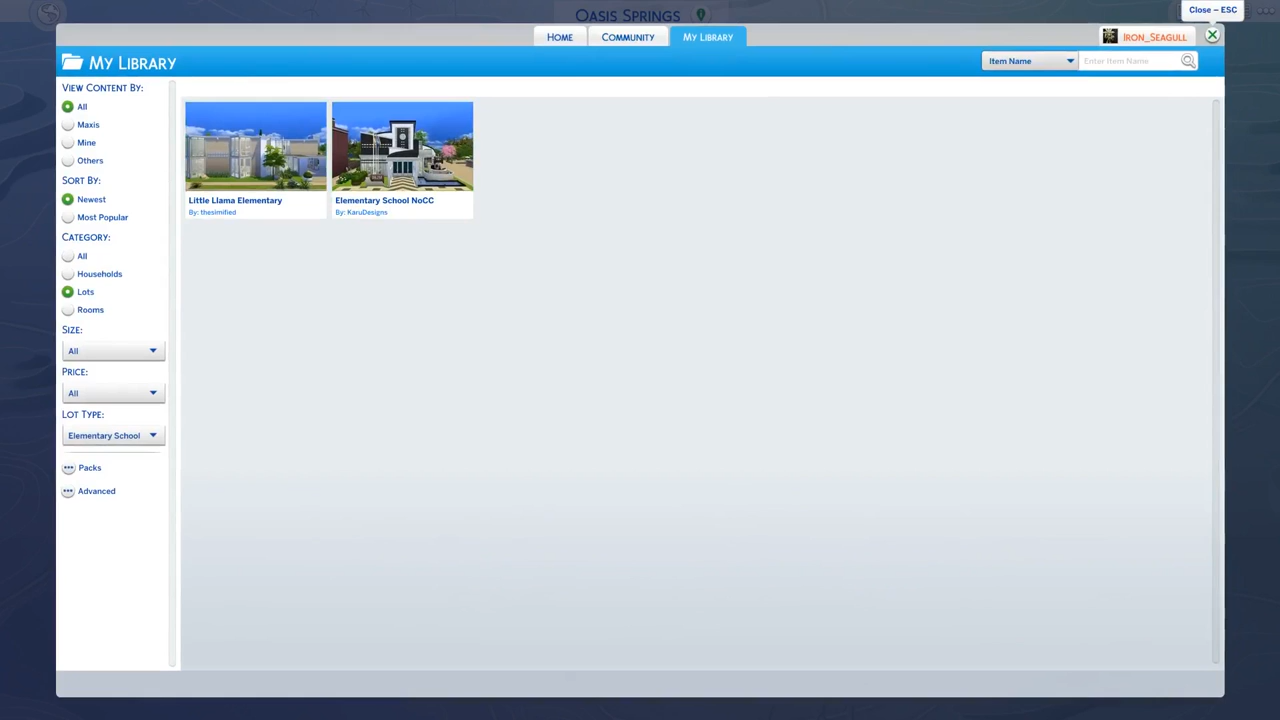 Oasis Springs
Close – ESC
Home
Community
My Library
Iron_Seagull
My Library
Item Name
Enter Item Name
View Content By:
All
Maxis
Mine
Others
Sort By:
Newest
Most Popular
Category:
All
Households
Lots
Rooms
Size:
All
Price:
All
Lot Type:
Elementary School
Packs
Advanced
Little Llama Elementary
By: thesimified
Elementary School NoCC
By: KaruDesigns